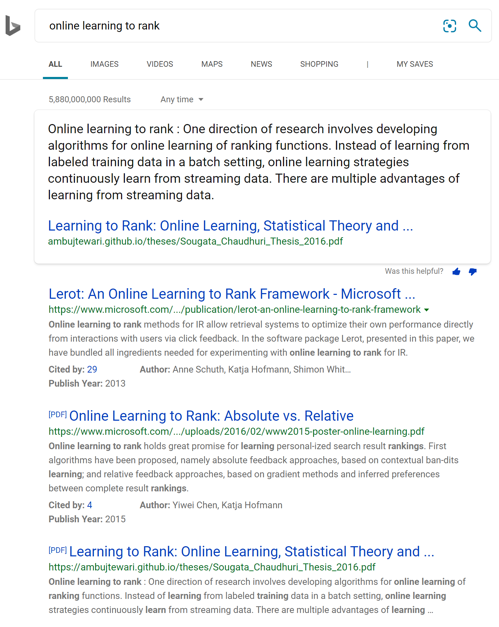 online learning to rank
ALL IMAGES VIDEOS MAPS NEWS SHOPPING | MY SAVES
5,880,000,000 Results Any time
Online learning to rank : One direction of research involves developing
algorithms for online learning of ranking functions. Instead of learning from
labeled training data in a batch setting, online learning strategies
continuously learn from streaming data. There are multiple advantages of
learning from streaming data.
Learning to Rank: Online Learning, Statistical Theory and ...
ambujtewari.github.io/theses/Sougata_Chaudhuri_Thesis_2016.pdf
Was this helpful?
Lerot: An Online Learning to Rank Framework - Microsoft ...
https://www.microsoft.com/.../publication/lerot-an-online-learning-to-rank-framework
Online learning to rank methods for IR allow retrieval systems to optimize their own performance directly
from interactions with users via click feedback. In the software package Lerot, presented in this paper, we
have bundled all ingredients needed for experimenting with online learning to rank for IR.
Cited by: 29 Author: Anne Schuth, Katja Hofmann, Shimon Whit...
Publish Year: 2013
[PDF] Online Learning to Rank: Absolute vs. Relative
https://www.microsoft.com/.../uploads/2016/02/www2015-poster-online-learning.pdf
Online learning to rank holds great promise for learning personal-ized search result rankings. First
algorithms have been proposed, namely absolute feedback approaches, based on contextual ban-dits
learning; and relative feedback approaches, based on gradient methods and inferred preferences
between complete result rankings.
Cited by: 4 Author: Yiwei Chen, Katja Hofmann
Publish Year: 2015
[PDF] Learning to Rank: Online Learning, Statistical Theory and ...
https://ambujtewari.github.io/theses/Sougata_Chaudhuri_Thesis_2016.pdf
Online learning to rank : One direction of research involves developing algorithms for online learning of
ranking functions. Instead of learning from labeled training data in a batch setting, online learning
strategies continuously learn from streaming data. There are multiple advantages of learning ...